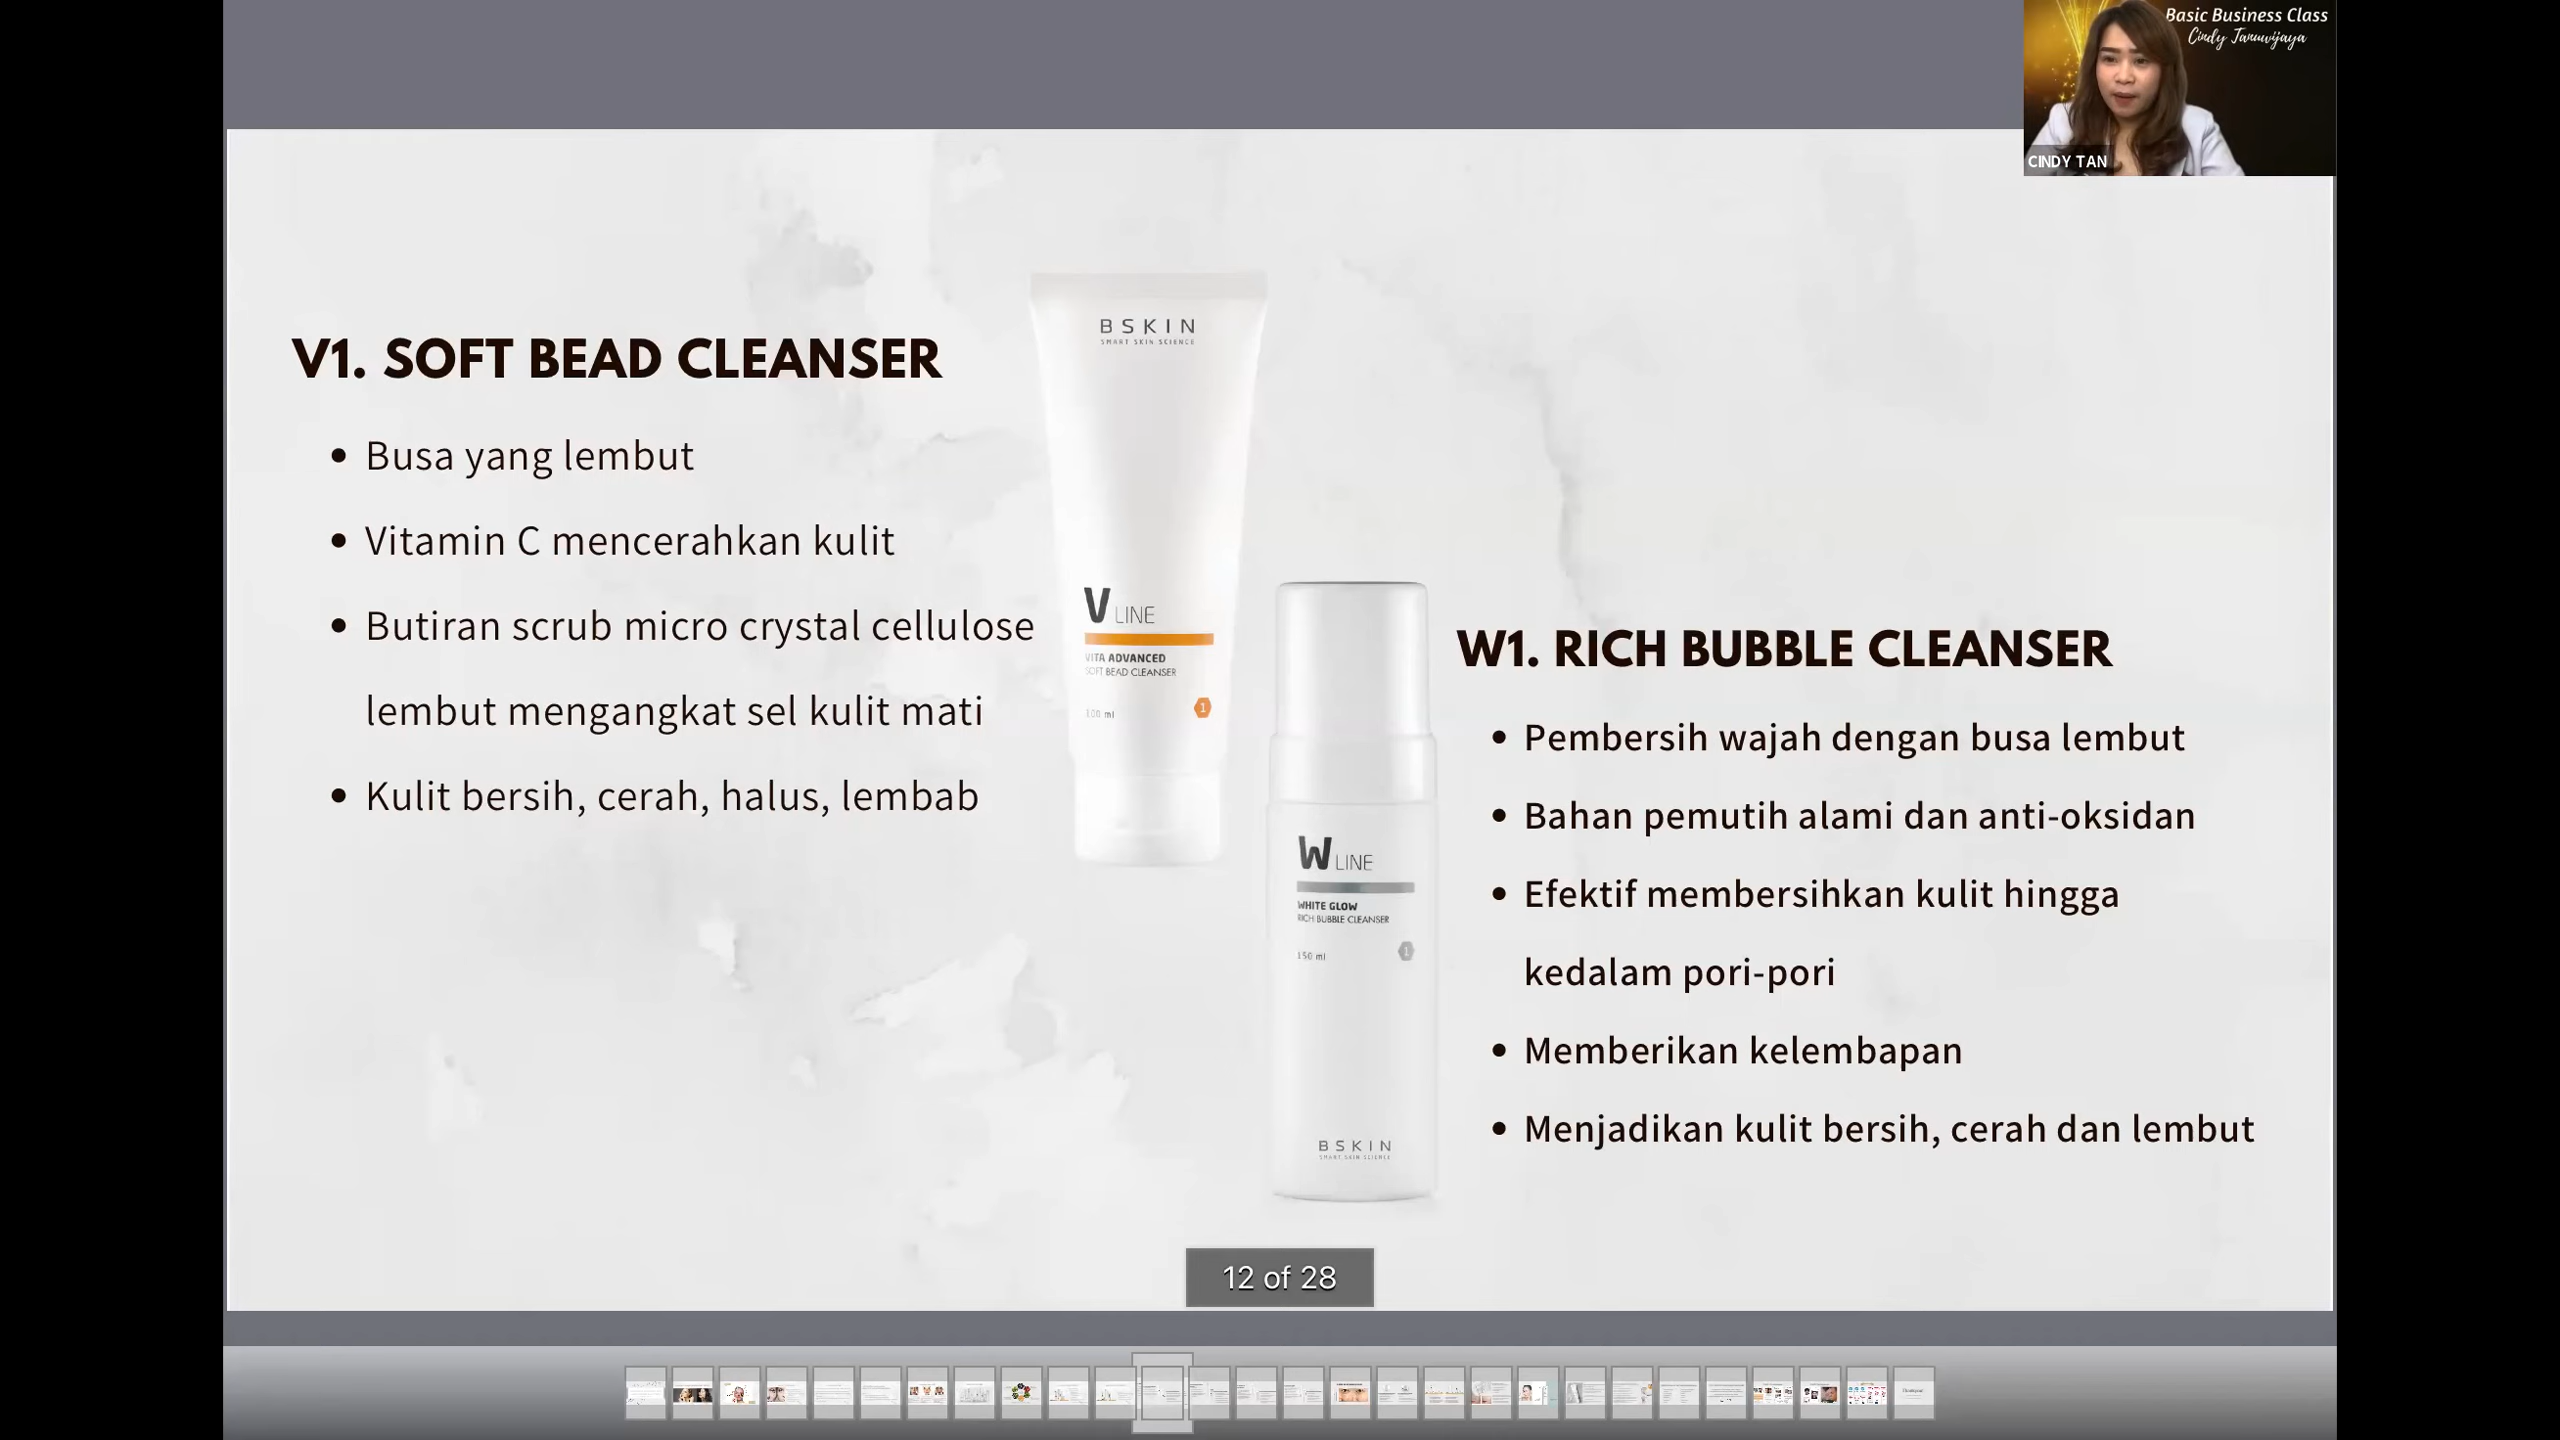 Basic Business Class
Cindy Tanuwijaya
CINDY TAN
V1. SOFT BEAD CLEANSER
• Busa yang lembut
• Vitamin C mencerahkan kulit
• Butiran scrub micro crystal cellulose
lembut mengangkat sel kulit mati
• Kulit bersih, cerah, halus, lembab
BSKIN
SMART SKIN SCIENCE
V LINE
VITA ADVANCED
SOFT BEAD CLEANSER
100 ml
1
W1. RICH BUBBLE CLEANSER
• Pembersih wajah dengan busa lembut
• Bahan pemutih alami dan anti-oksidan
• Efektif membersihkan kulit hingga
kedalam pori-pori
• Memberikan kelembapan
• Menjadikan kulit bersih, cerah dan lembut
W LINE
WHITE GLOW
RICH BUBBLE CLEANSER
150 ml
1
BSKIN
SMART SKIN SCIENCE
12 of 28